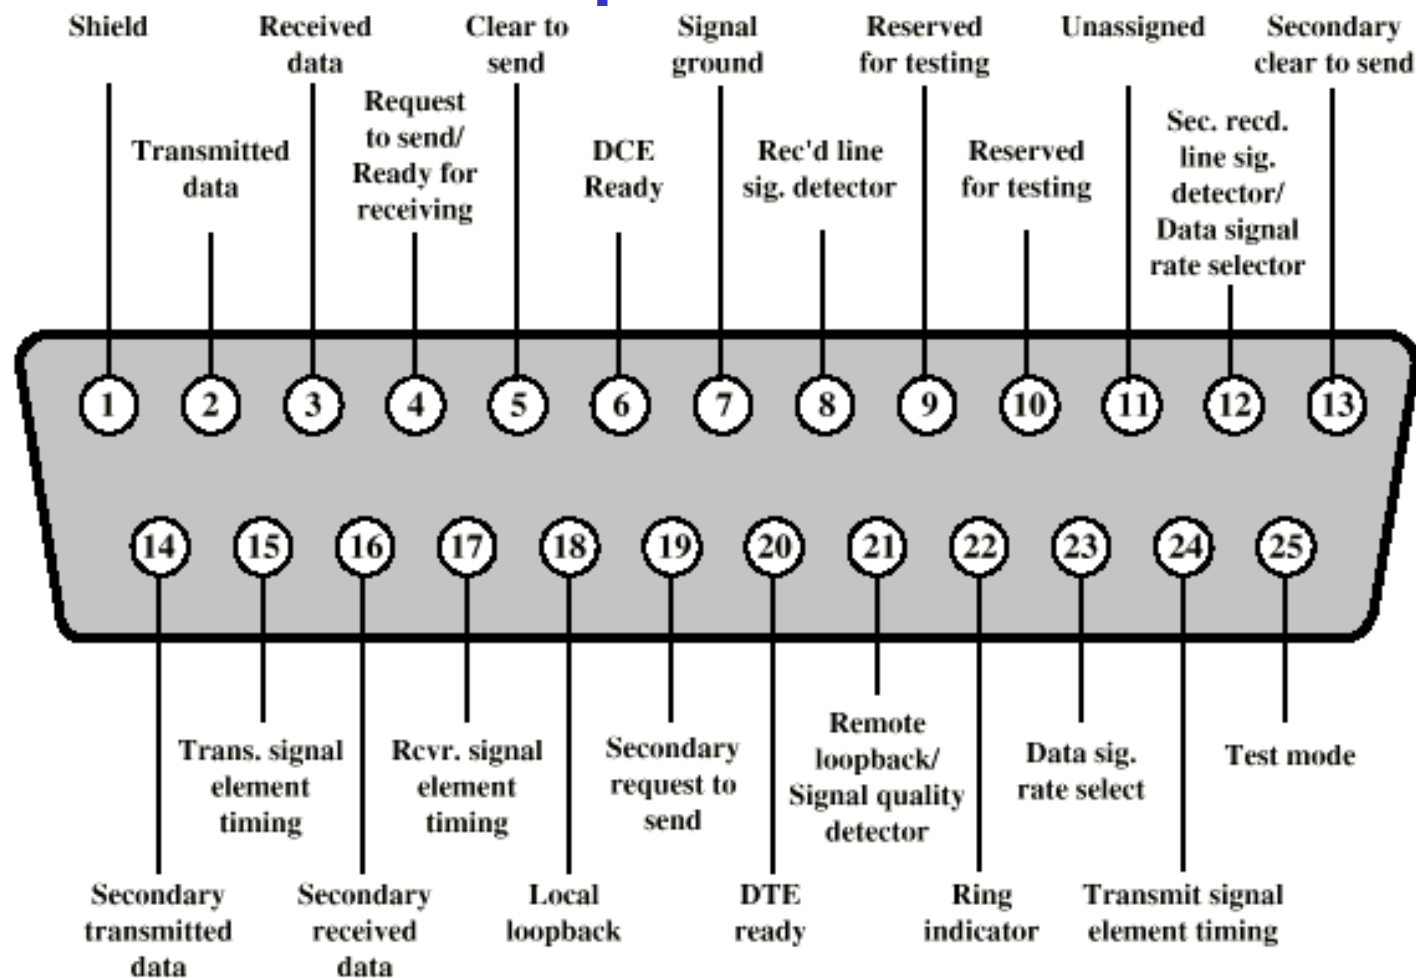 Shield
Received
data
Clear to
send
Signal
ground
Reserved
for testing
Unassigned
Secondary
clear to send
Transmitted
data
Request
to send/
Ready for
receiving
DCE
Ready
Rec'd line
sig. detector
Reserved
for testing
Sec. recd.
line sig.
detector/
Data signal
rate selector
1 2 3 4 5 6 7 8 9 10 11 12 13
14 15 16 17 18 19 20 21 22 23 24 25
Trans. signal
element
timing
Rcvr. signal
element
timing
Secondary
request to
send
Remote
loopback/
Signal quality
detector
Data sig.
rate select
Test mode
Secondary
transmitted
data
Secondary
received
data
Local
loopback
DTE
ready
Ring
indicator
Transmit signal
element timing